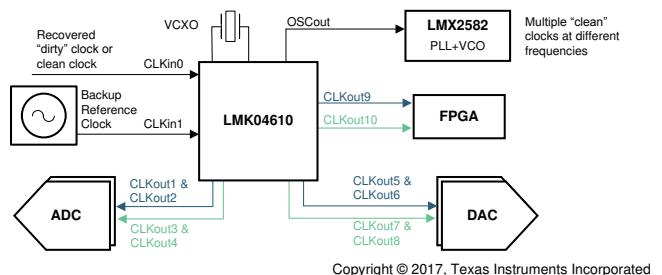 VCXO
OSCout
LMX2582
PLL+VCO
Multiple “clean”
clocks at different
frequencies
Recovered
“dirty” clock or
clean clock
CLKin0
Backup
Reference
Clock
CLKin1
LMK04610
CLKout9
CLKout10
FPGA
CLKout1 &
CLKout2
ADC
CLKout3 &
CLKout4
CLKout5 &
CLKout6
DAC
CLKout7 &
CLKout8
Copyright © 2017, Texas Instruments Incorporated